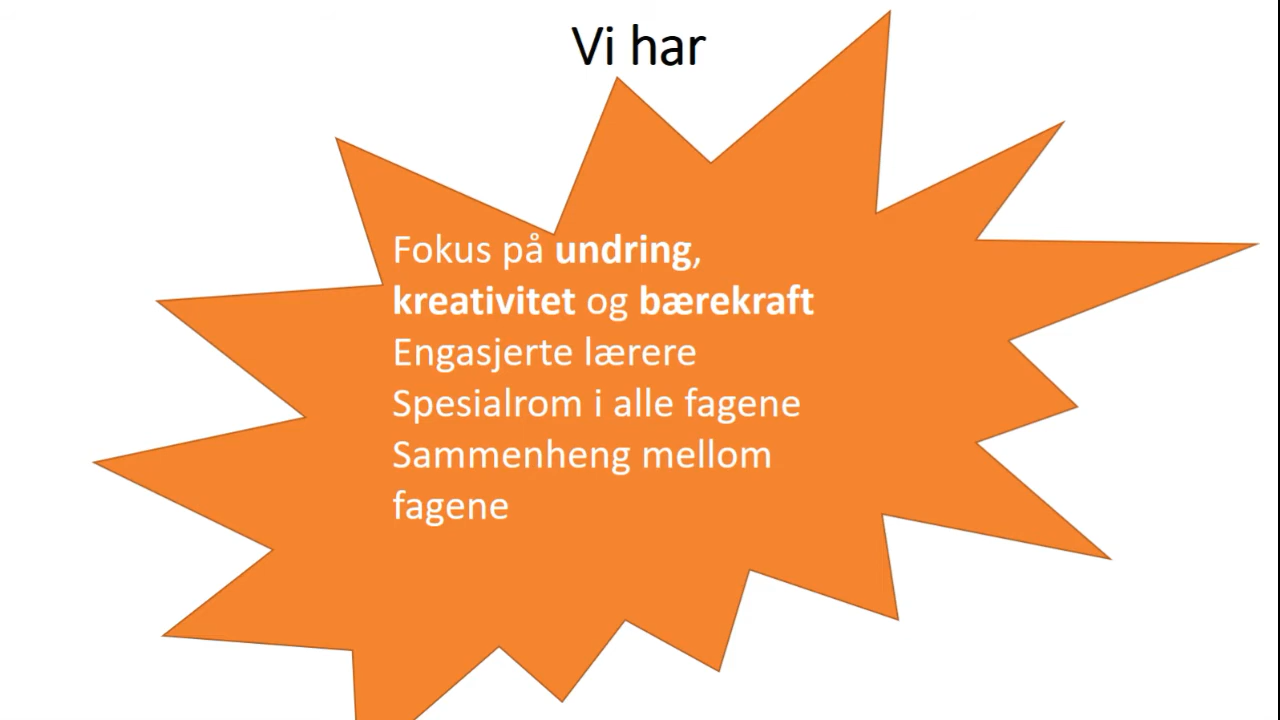 Vi har
Fokus på undring,
kreativitet og bærekraft
Engasjerte lærere
Spesialrom i alle fagene
Sammenheng mellom
fagene